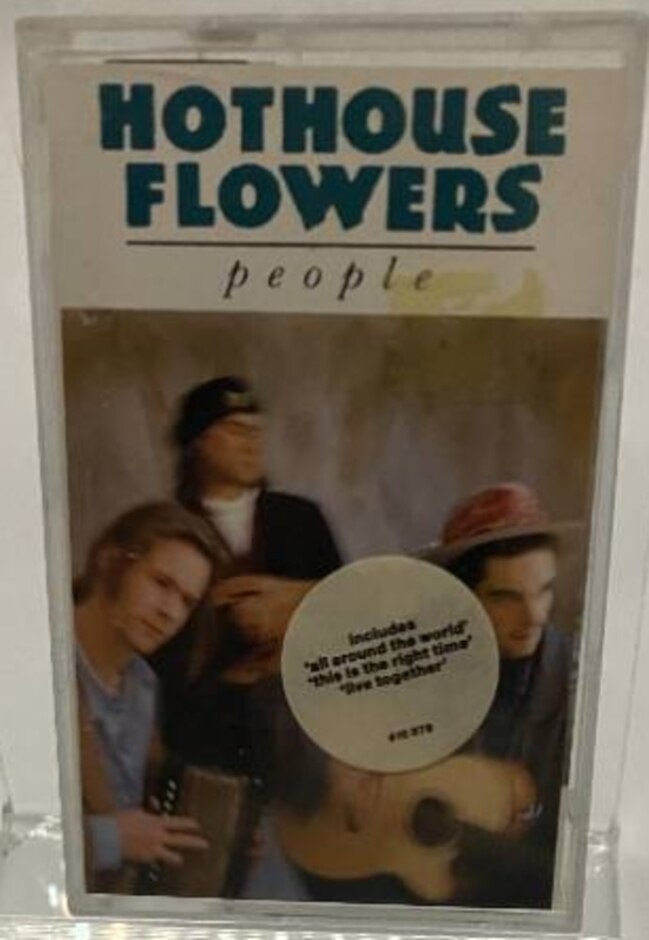 HOTHOUSE
FLOWERS
people
includes
'all around the world'
'this is the right time'
'live together'